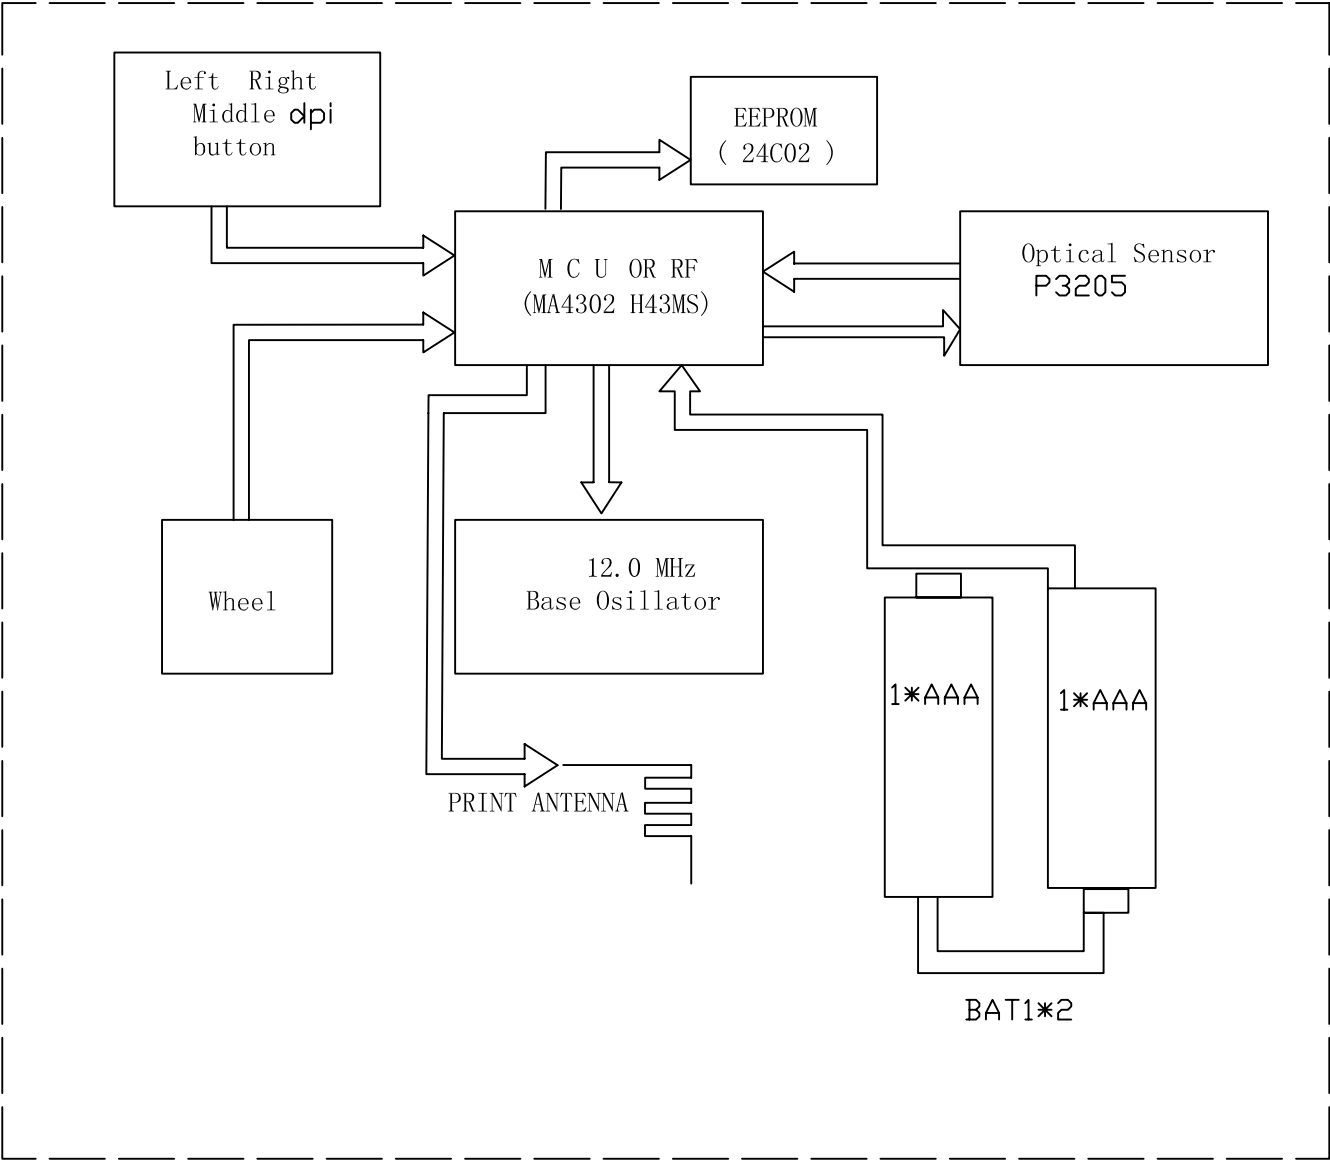 Left Right
Middle dpi
button
EEPROM
( 24C02 )
M C U OR RF
(MA4302 H43MS)
Optical Sensor
P3205
Wheel
12.0 MHz
Base Osillator
1*AAA
1*AAA
PRINT ANTENNA
BAT1*2